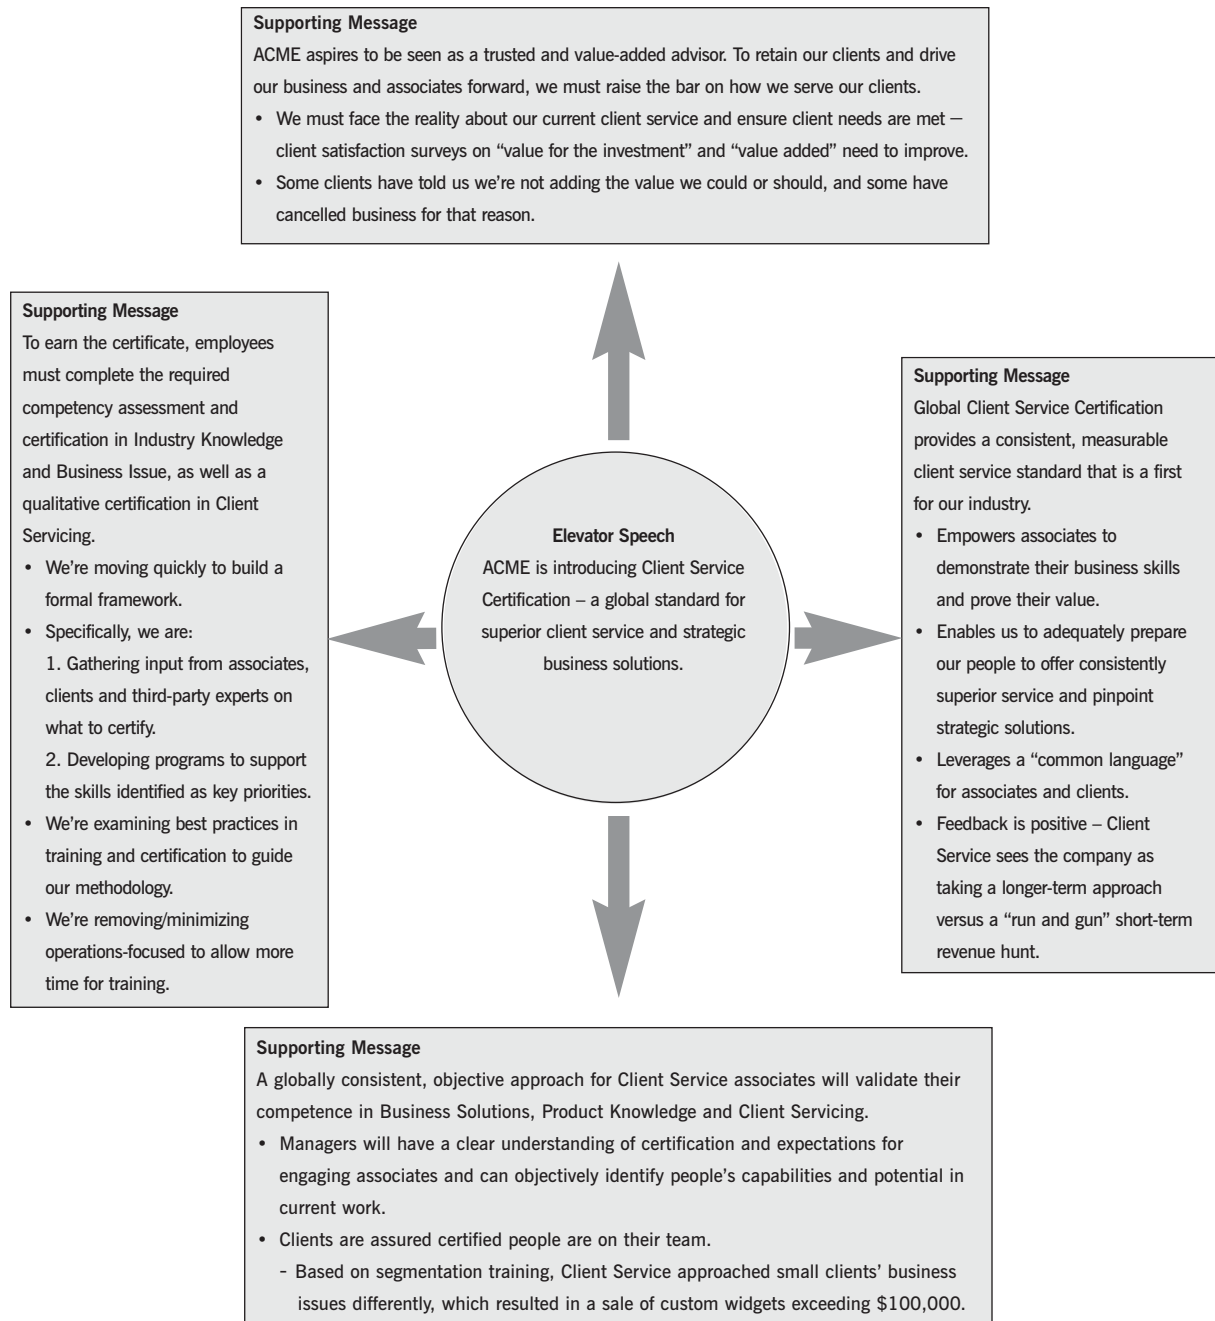 Supporting Message
ACME aspires to be seen as a trusted and value-added advisor. To retain our clients and drive
our business and associates forward, we must raise the bar on how we serve our clients.
• We must face the reality about our current client service and ensure client needs are met –
client satisfaction surveys on “value for the investment” and “value added” need to improve.
• Some clients have told us we’re not adding the value we could or should, and some have
cancelled business for that reason.
Supporting Message
To earn the certificate, employees
must complete the required
competency assessment and
certification in Industry Knowledge
and Business Issue, as well as a
qualitative certification in Client
Servicing.
• We’re moving quickly to build a
formal framework.
• Specifically, we are:
1. Gathering input from associates,
clients and third-party experts on
what to certify.
2. Developing programs to support
the skills identified as key priorities.
• We’re examining best practices in
training and certification to guide
our methodology.
• We’re removing/minimizing
operations-focused to allow more
time for training.
Elevator Speech
ACME is introducing Client Service
Certification – a global standard for
superior client service and strategic
business solutions.
Supporting Message
Global Client Service Certification
provides a consistent, measurable
client service standard that is a first
for our industry.
• Empowers associates to
demonstrate their business skills
and prove their value.
• Enables us to adequately prepare
our people to offer consistently
superior service and pinpoint
strategic solutions.
• Leverages a “common language”
for associates and clients.
• Feedback is positive – Client
Service sees the company as
taking a longer-term approach
versus a “run and gun” short-term
revenue hunt.
Supporting Message
A globally consistent, objective approach for Client Service associates will validate their
competence in Business Solutions, Product Knowledge and Client Servicing.
• Managers will have a clear understanding of certification and expectations for
engaging associates and can objectively identify people’s capabilities and potential in
current work.
• Clients are assured certified people are on their team.
- Based on segmentation training, Client Service approached small clients’ business
issues differently, which resulted in a sale of custom widgets exceeding $100,000.